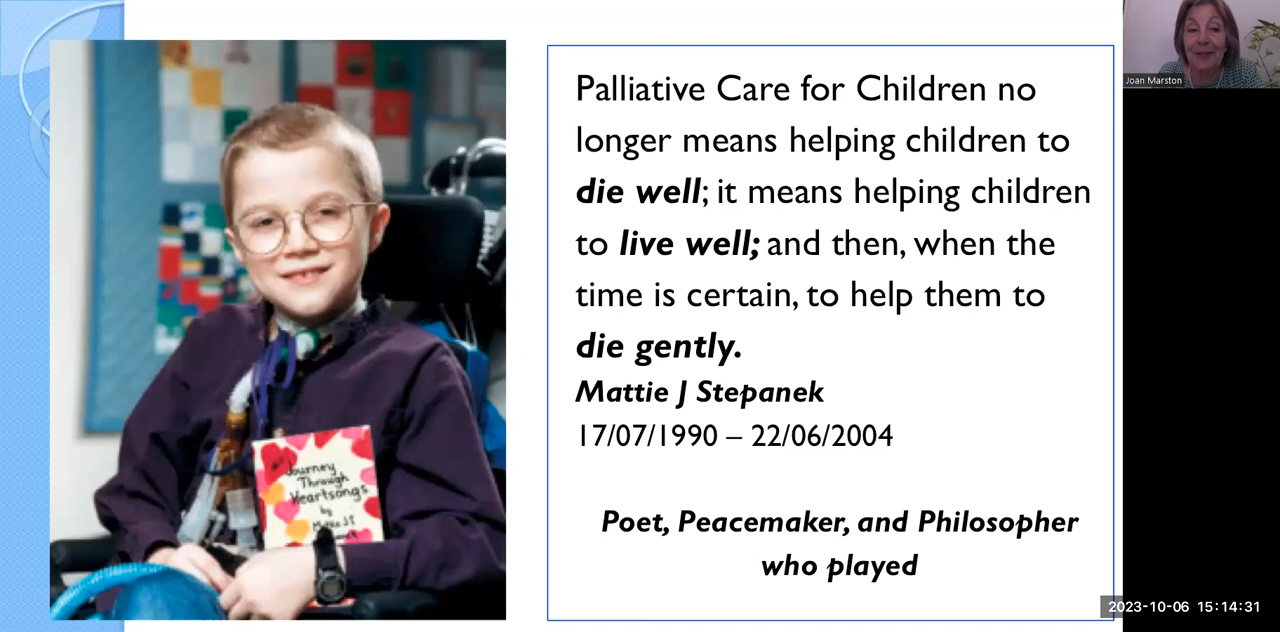 Palliative Care for Children no
longer means helping children to
die well; it means helping children
to live well; and then, when the
time is certain, to help them to
die gently.
Mattie J Stepanek
17/07/1990 – 22/06/2004
Poet, Peacemaker, and Philosopher
who played
Journey
Through
Heartsongs
by
Mattie J.T.
Joan Marston
2023-10-06 15:14:31